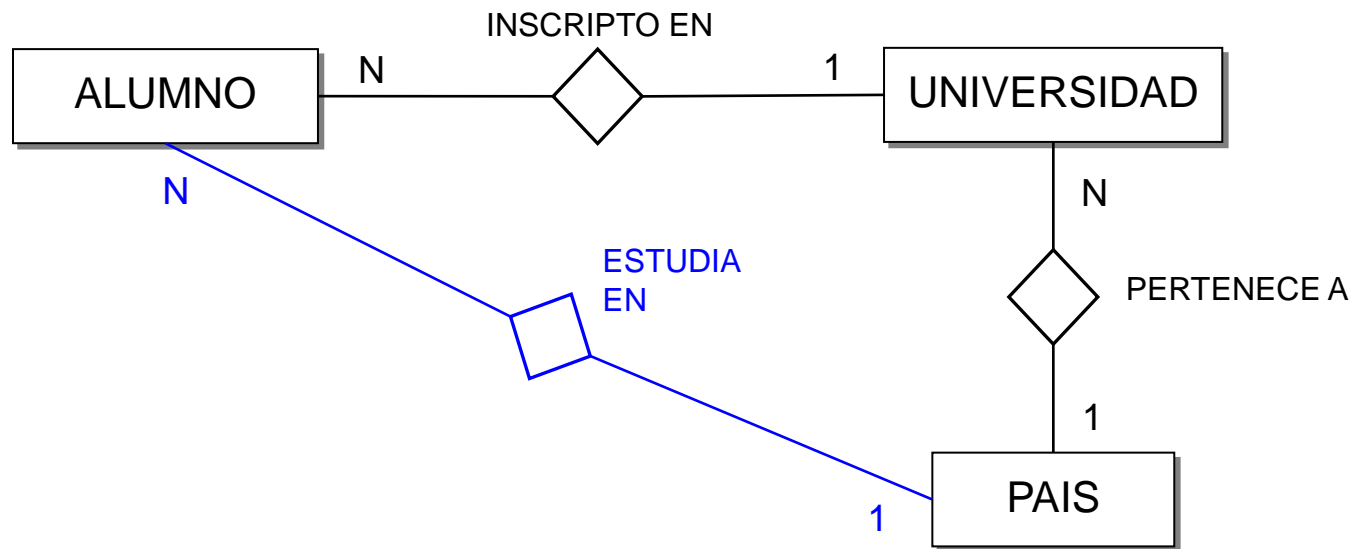 INSCRIPTO EN
ALUMNO
N
1
UNIVERSIDAD
N
N
ESTUDIA
EN
PERTENECE A
1
PAIS
1